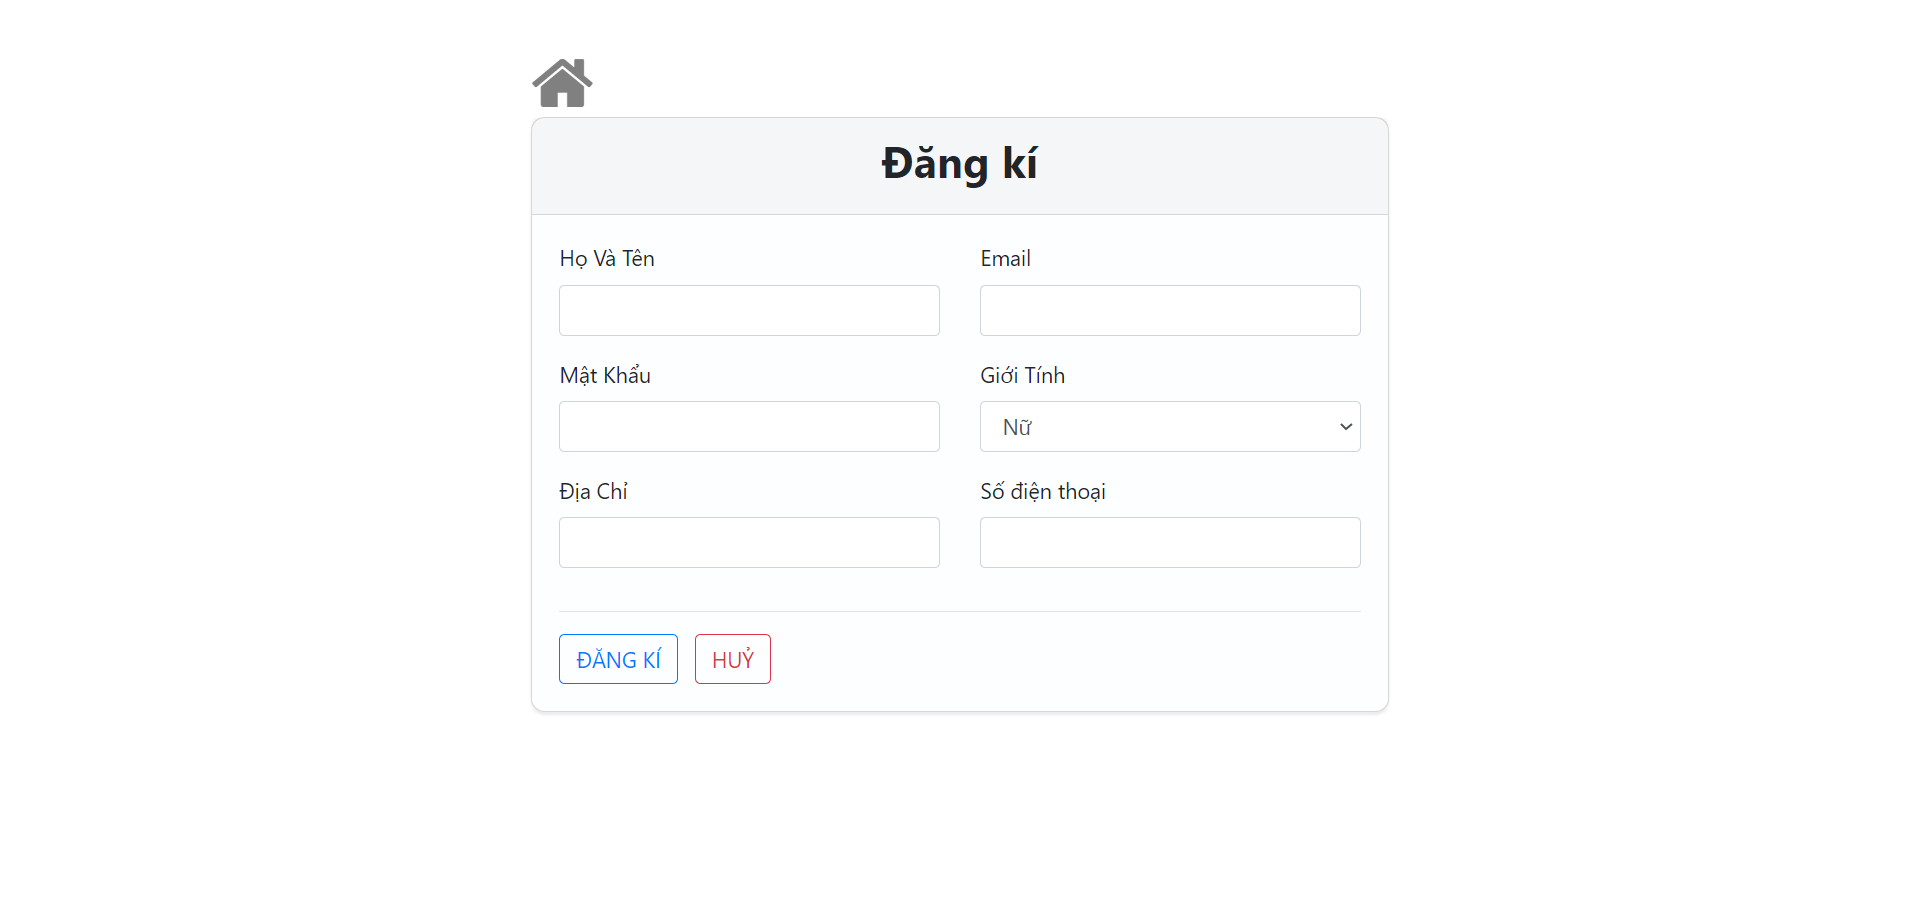 Đăng kí
Họ Và Tên
Email
Mật Khẩu
Giới Tính
Nữ
Địa Chỉ
Số điện thoại
ĐĂNG KÍ
HUỶ